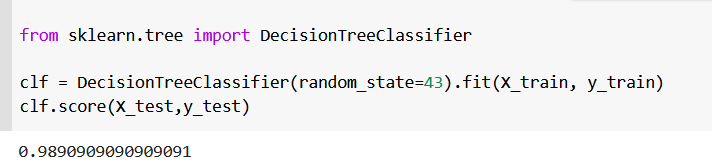 from sklearn.tree import DecisionTreeClassifier
clf = DecisionTreeClassifier(random_state=43).fit(X_train, y_train)
clf.score(X_test,y_test)
0.9890909090909091